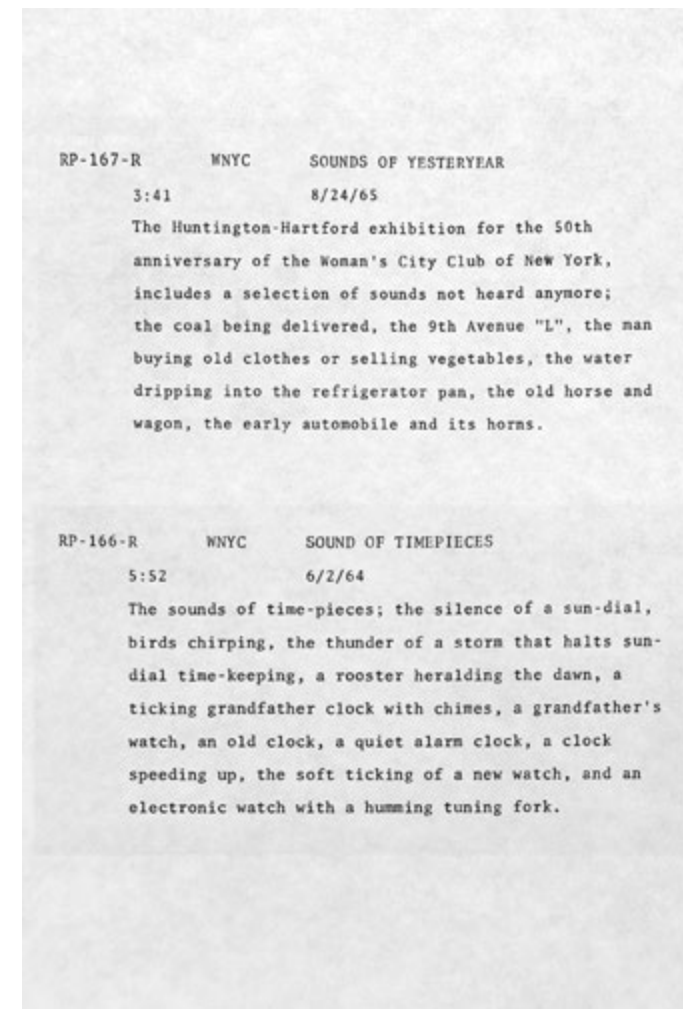 RP-167-R WNYC SOUNDS OF YESTERYEAR
3:41 8/24/65
The Huntington-Hartford exhibition for the 50th
anniversary of the Woman's City Club of New York,
includes a selection of sounds not heard anymore;
the coal being delivered, the 9th Avenue "L", the man
buying old clothes or selling vegetables, the water
dripping into the refrigerator pan, the old horse and
wagon, the early automobile and its horns.
RP-166-R WNYC SOUND OF TIMEPIECES
5:52 6/2/64
The sounds of time-pieces; the silence of a sun-dial,
birds chirping, the thunder of a storm that halts sun-
dial time-keeping, a rooster heralding the dawn, a
ticking grandfather clock with chimes, a grandfather's
watch, an old clock, a quiet alarm clock, a clock
speeding up, the soft ticking of a new watch, and an
electronic watch with a humming tuning fork.